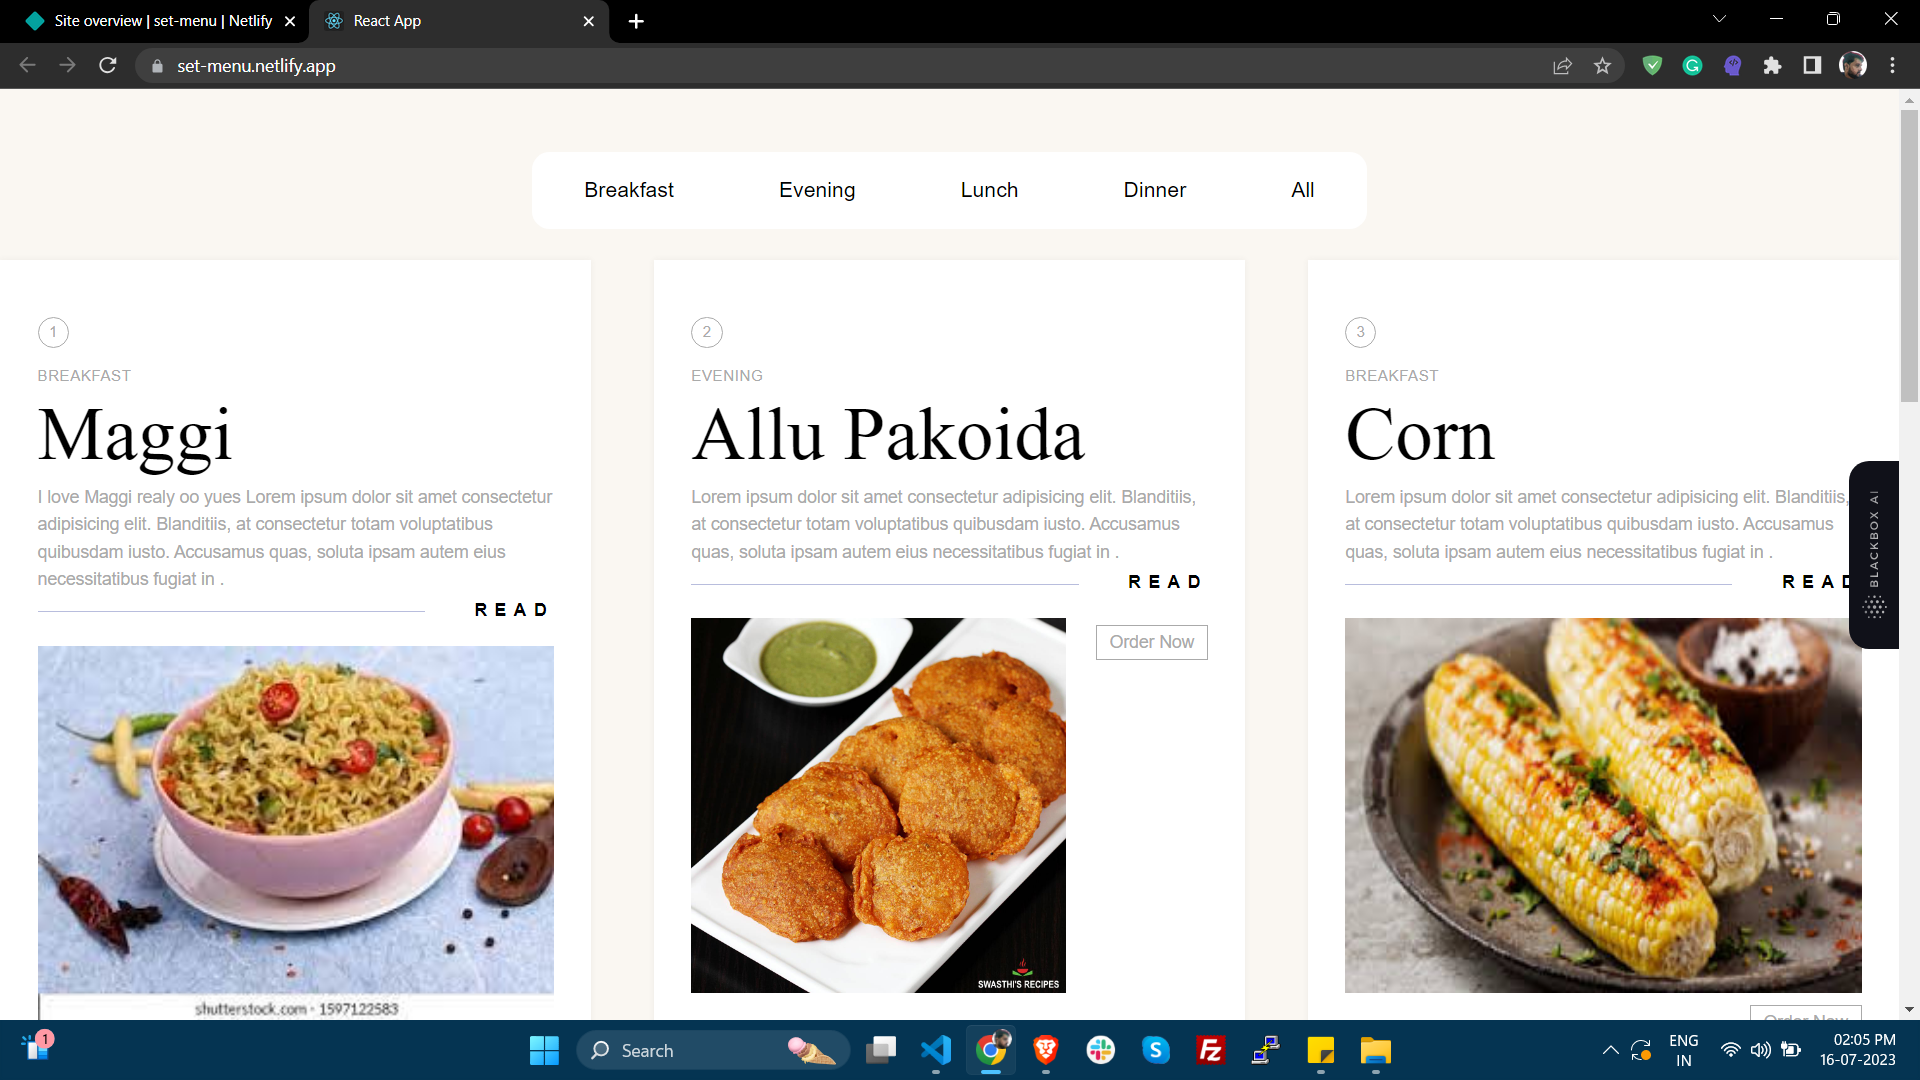 Site overview | set-menu | Netlify
React App
set-menu.netlify.app
Breakfast Evening Lunch Dinner All
1
BREAKFAST
Maggi
I love Maggi realy oo yues Lorem ipsum dolor sit amet consectetur
adipisicing elit. Blanditiis, at consectetur totam voluptatibus
quibusdam iusto. Accusamus quas, soluta ipsam autem eius
necessitatibus fugiat in .
READ
shutterstock.com · 1597122583
2
EVENING
Allu Pakoida
Lorem ipsum dolor sit amet consectetur adipisicing elit. Blanditiis,
at consectetur totam voluptatibus quibusdam iusto. Accusamus
quas, soluta ipsam autem eius necessitatibus fugiat in .
READ
Order Now
SWASTHI'S RECIPES
3
BREAKFAST
Corn
Lorem ipsum dolor sit amet consectetur adipisicing elit. Blanditiis,
at consectetur totam voluptatibus quibusdam iusto. Accusamus
quas, soluta ipsam autem eius necessitatibus fugiat in .
READ
Order Now
BLACKBOX AI
1
Search
ENG
IN
02:05 PM
16-07-2023